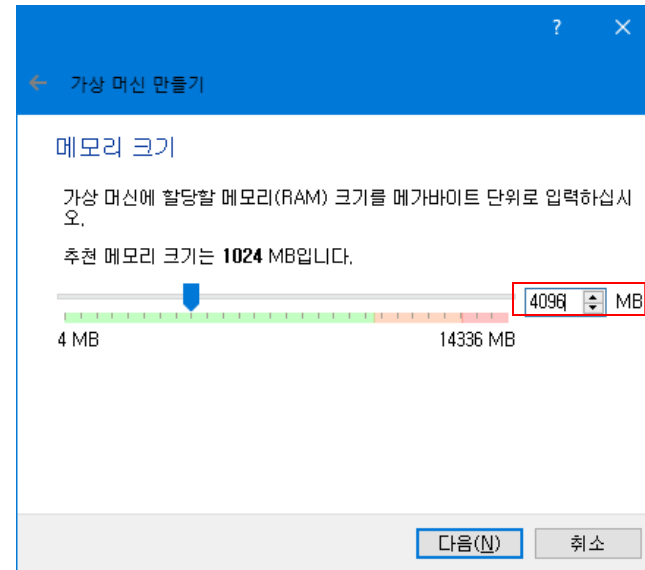 ?
가상 머신 만들기
메모리 크기
가상 머신에 할당할 메모리(RAM) 크기를 메가바이트 단위로 입력하십시
오.
추천 메모리 크기는 1024 MB입니다.
4096 MB
4 MB 14336 MB
다음(N) 취소